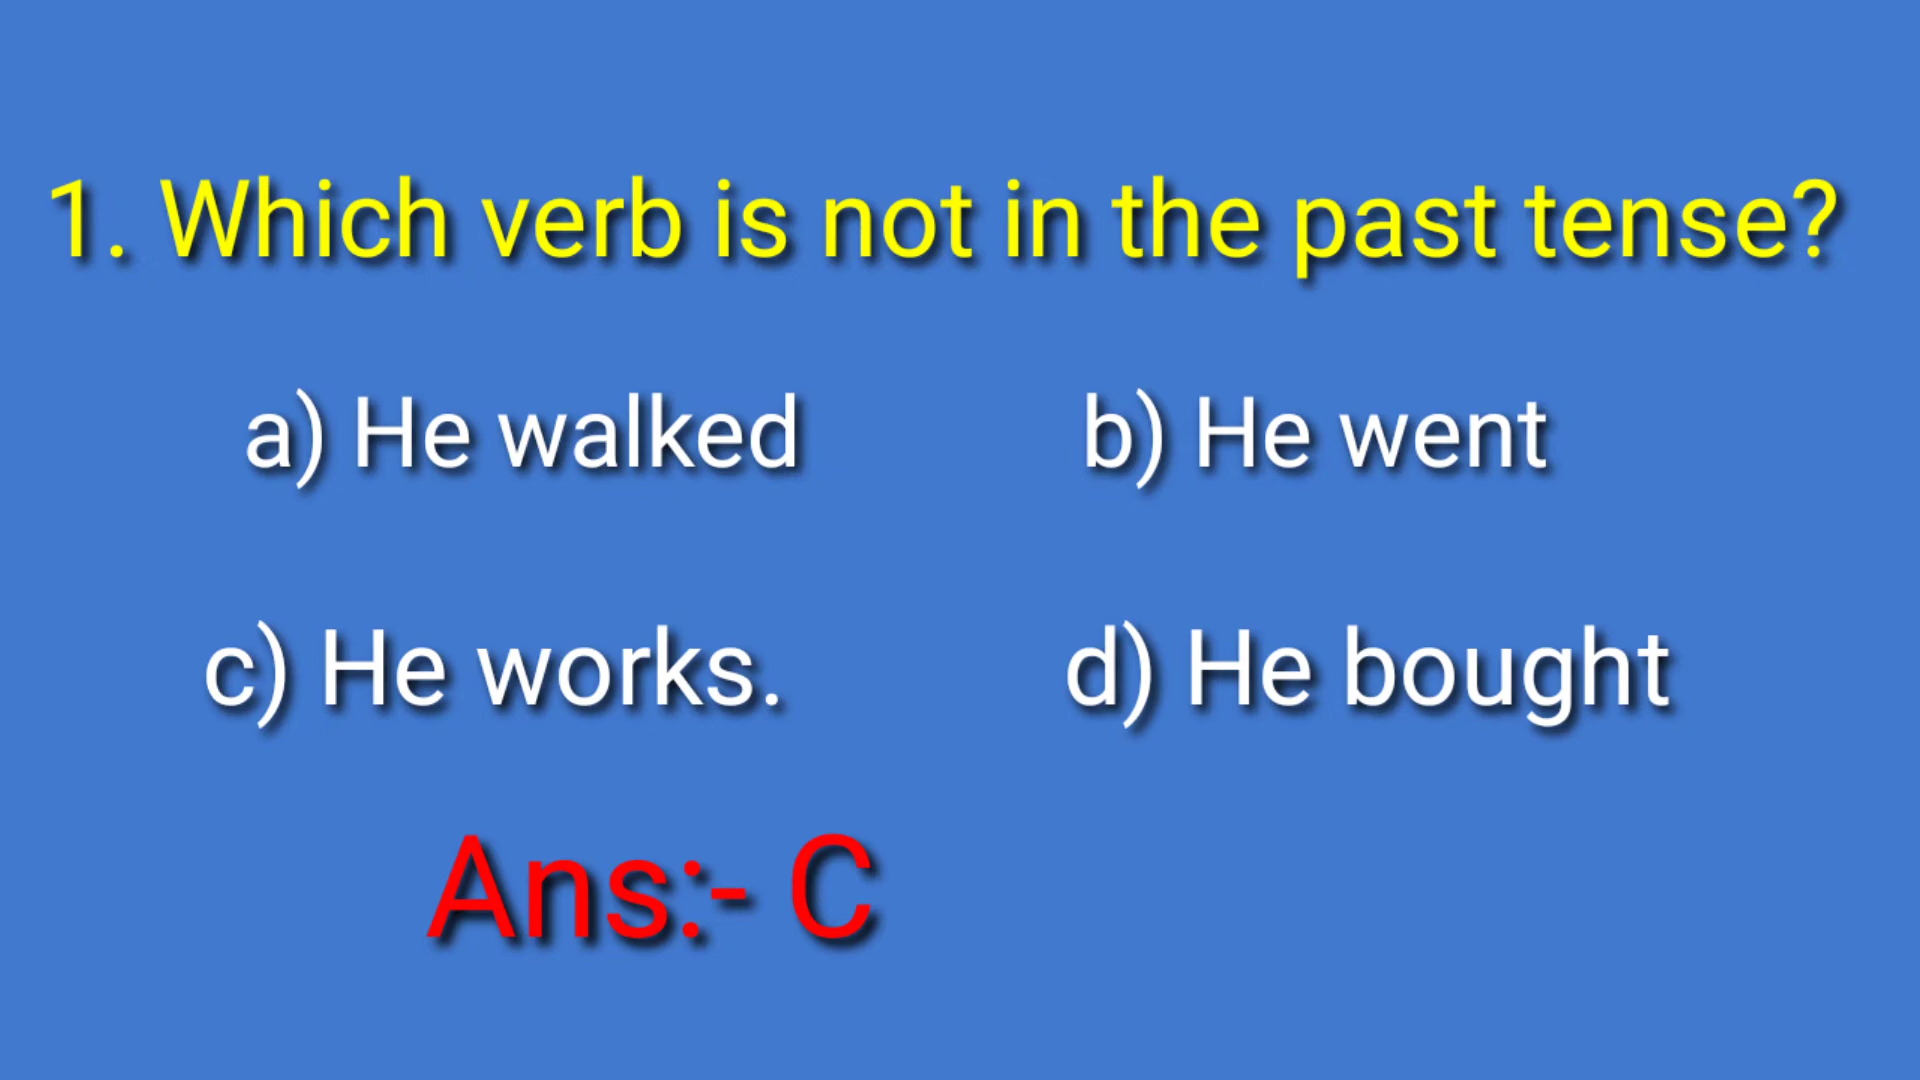 1. Which verb is not in the past tense?
a) He walked b) He went
c) He works. d) He bought
Ans:- C